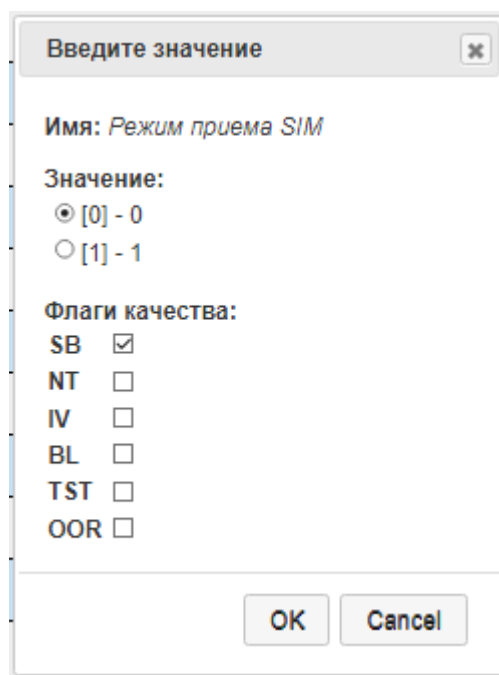 Введите значение
Имя: Режим приема SIM
Значение:
[0] - 0
[1] - 1
Флаги качества:
SB
NT
IV
BL
TST
OOR
OK Cancel